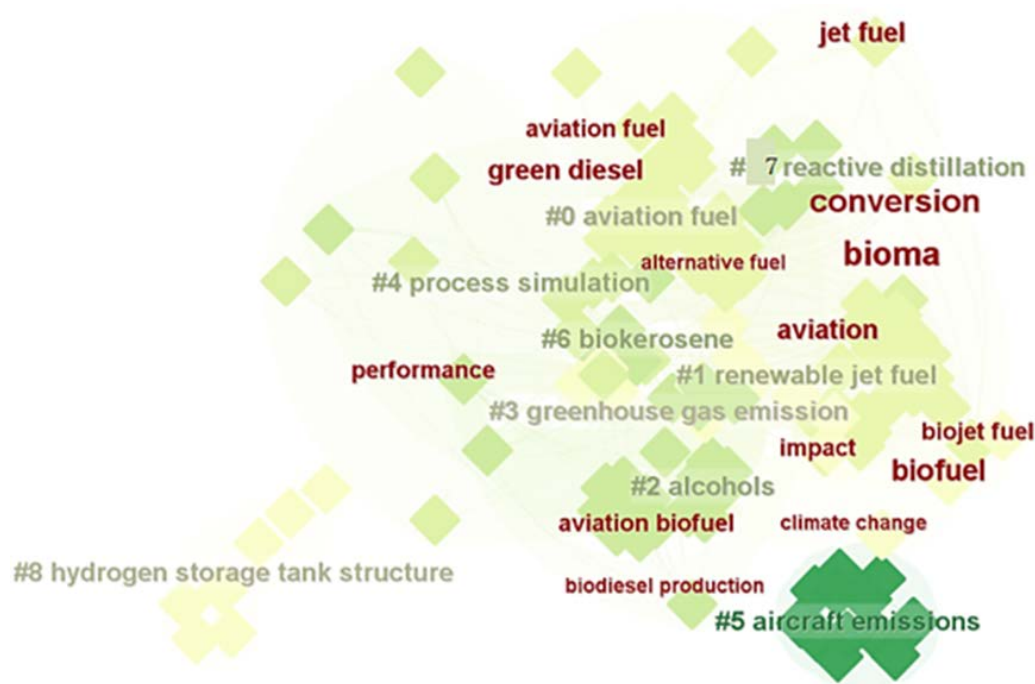 jet fuel
aviation fuel
green diesel
# 7 reactive distillation
conversion
#0 aviation fuel
bioma
alternative fuel
#4 process simulation
aviation
#6 biokerosene
performance
#1 renewable jet fuel
#3 greenhouse gas emission
biojet fuel
impact
biofuel
#2 alcohols
aviation biofuel
climate change
#8 hydrogen storage tank structure
biodiesel production
#5 aircraft emissions